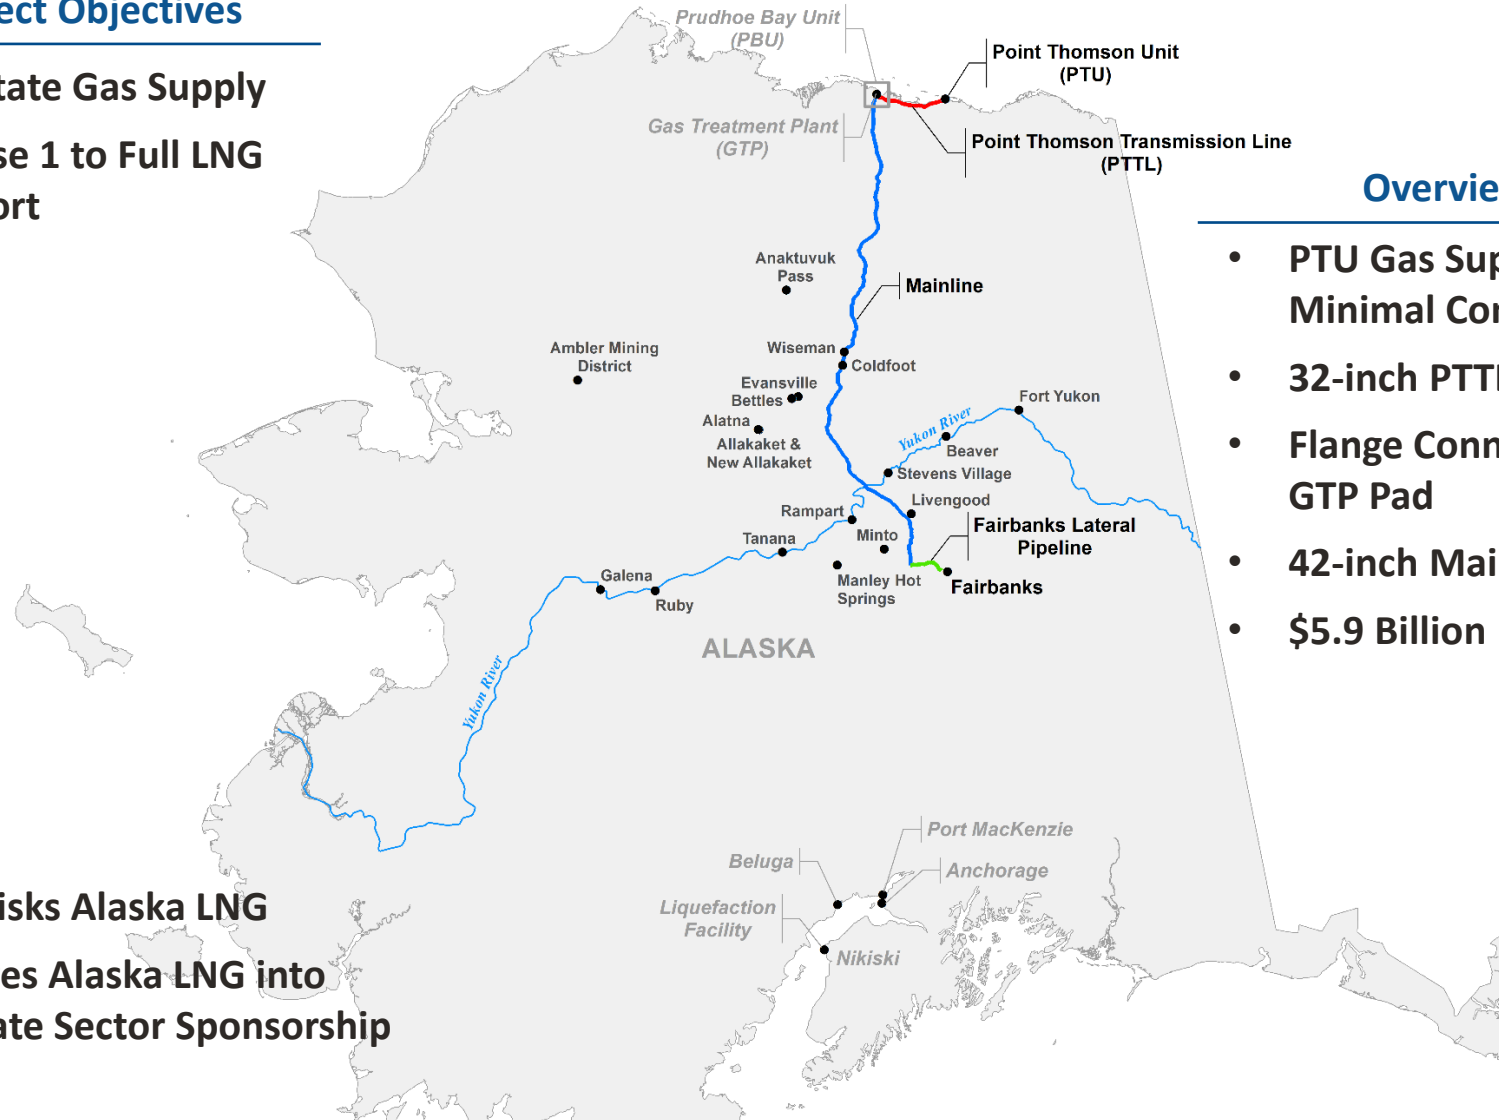 ect Objectives
tate Gas Supply
se 1 to Full LNG
ort
Prudhoe Bay Unit
(PBU)
Point Thomson Unit
(PTU)
Gas Treatment Plant
(GTP)
Point Thomson Transmission Line
(PTTL)
Overvie
• PTU Gas Sup
Minimal Cor
• 32-inch PTTL
• Flange Conn
GTP Pad
• 42-inch Mai
• $5.9 Billion
Anaktuvuk
Pass
Mainline
Ambler Mining
District
Wiseman
Coldfoot
Evansville
Bettles
Alatna
Allakaket &
New Allakaket
Fort Yukon
Yukon River
Beaver
Stevens Village
Livengood
Rampart
Fairbanks Lateral
Pipeline
Minto
Tanana
Manley Hot
Springs
Fairbanks
Galena
Ruby
ALASKA
Yukon River
Port MacKenzie
Beluga
Anchorage
Liquefaction
Facility
Nikiski
isks Alaska LNG
es Alaska LNG into
ate Sector Sponsorship